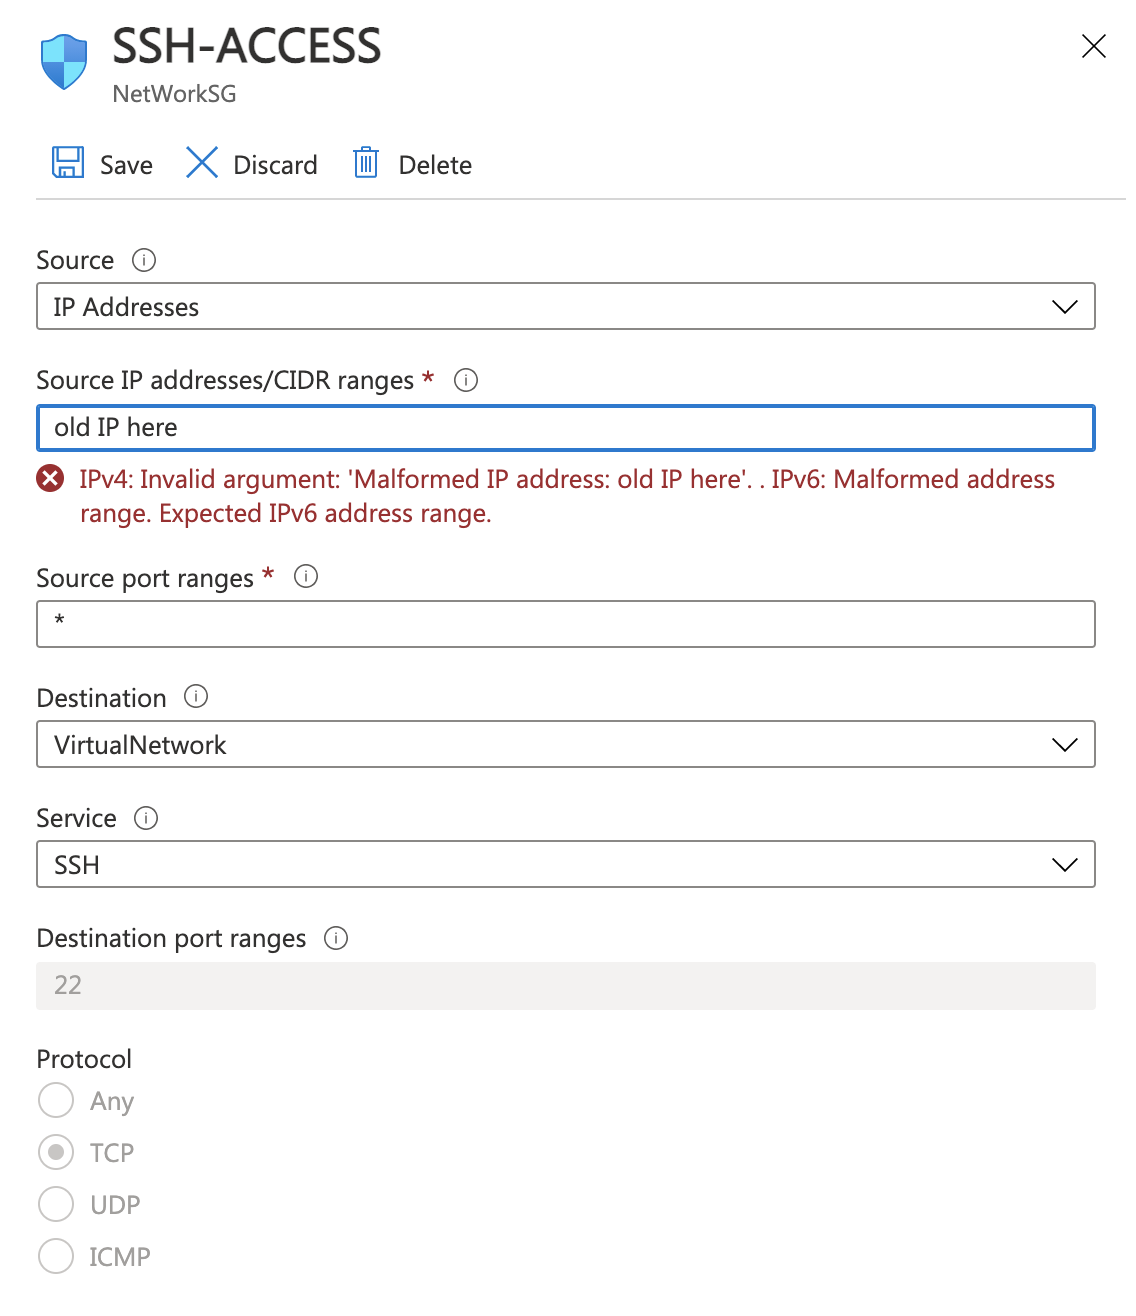 SSH-ACCESS
NetWorkSG
Save Discard Delete
Source
IP Addresses
Source IP addresses/CIDR ranges *
old IP here
IPv4: Invalid argument: 'Malformed IP address: old IP here'. . IPv6: Malformed address
range. Expected IPv6 address range.
Source port ranges *
*
Destination
VirtualNetwork
Service
SSH
Destination port ranges
22
Protocol
Any
TCP
UDP
ICMP